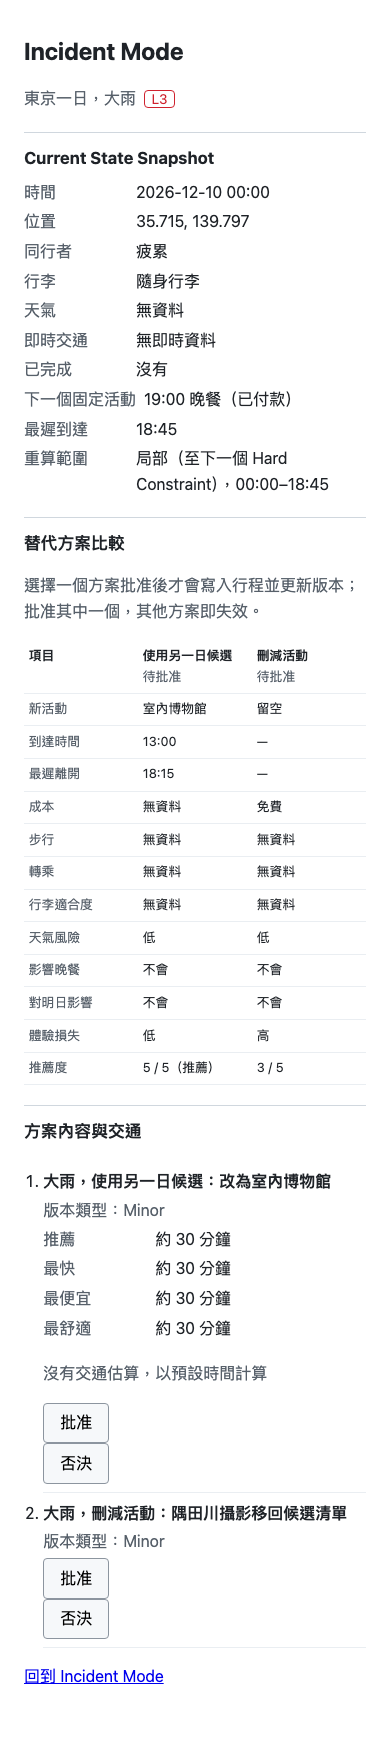 Incident Mode
東京一日，大雨 L3
Current State Snapshot
時間 2026-12-10 00:00
位置 35.715, 139.797
同行者 疲累
行李 隨身行李
天氣 無資料
即時交通 無即時資料
已完成 沒有
下一個固定活動 19:00 晚餐（已付款）
最遲到達 18:45
重算範圍 局部（至下一個 Hard
Constraint），00:00–18:45
替代方案比較
選擇一個方案批准後才會寫入行程並更新版本；
批准其中一個，其他方案即失效。
項目 使用另一日候選 刪減活動
待批准 待批准
新活動 室內博物館 留空
到達時間 13:00 —
最遲離開 18:15 —
成本 無資料 免費
步行 無資料 無資料
轉乘 無資料 無資料
行李適合度 無資料 無資料
天氣風險 低 低
影響晚餐 不會 不會
對明日影響 不會 不會
體驗損失 低 高
推薦度 5 / 5（推薦） 3 / 5
方案內容與交通
1. 大雨，使用另一日候選：改為室內博物館
版本類型：Minor
推薦 約 30 分鐘
最快 約 30 分鐘
最便宜 約 30 分鐘
最舒適 約 30 分鐘
沒有交通估算，以預設時間計算
批准
否決
2. 大雨，刪減活動：隅田川攝影移回候選清單
版本類型：Minor
批准
否決
回到 Incident Mode